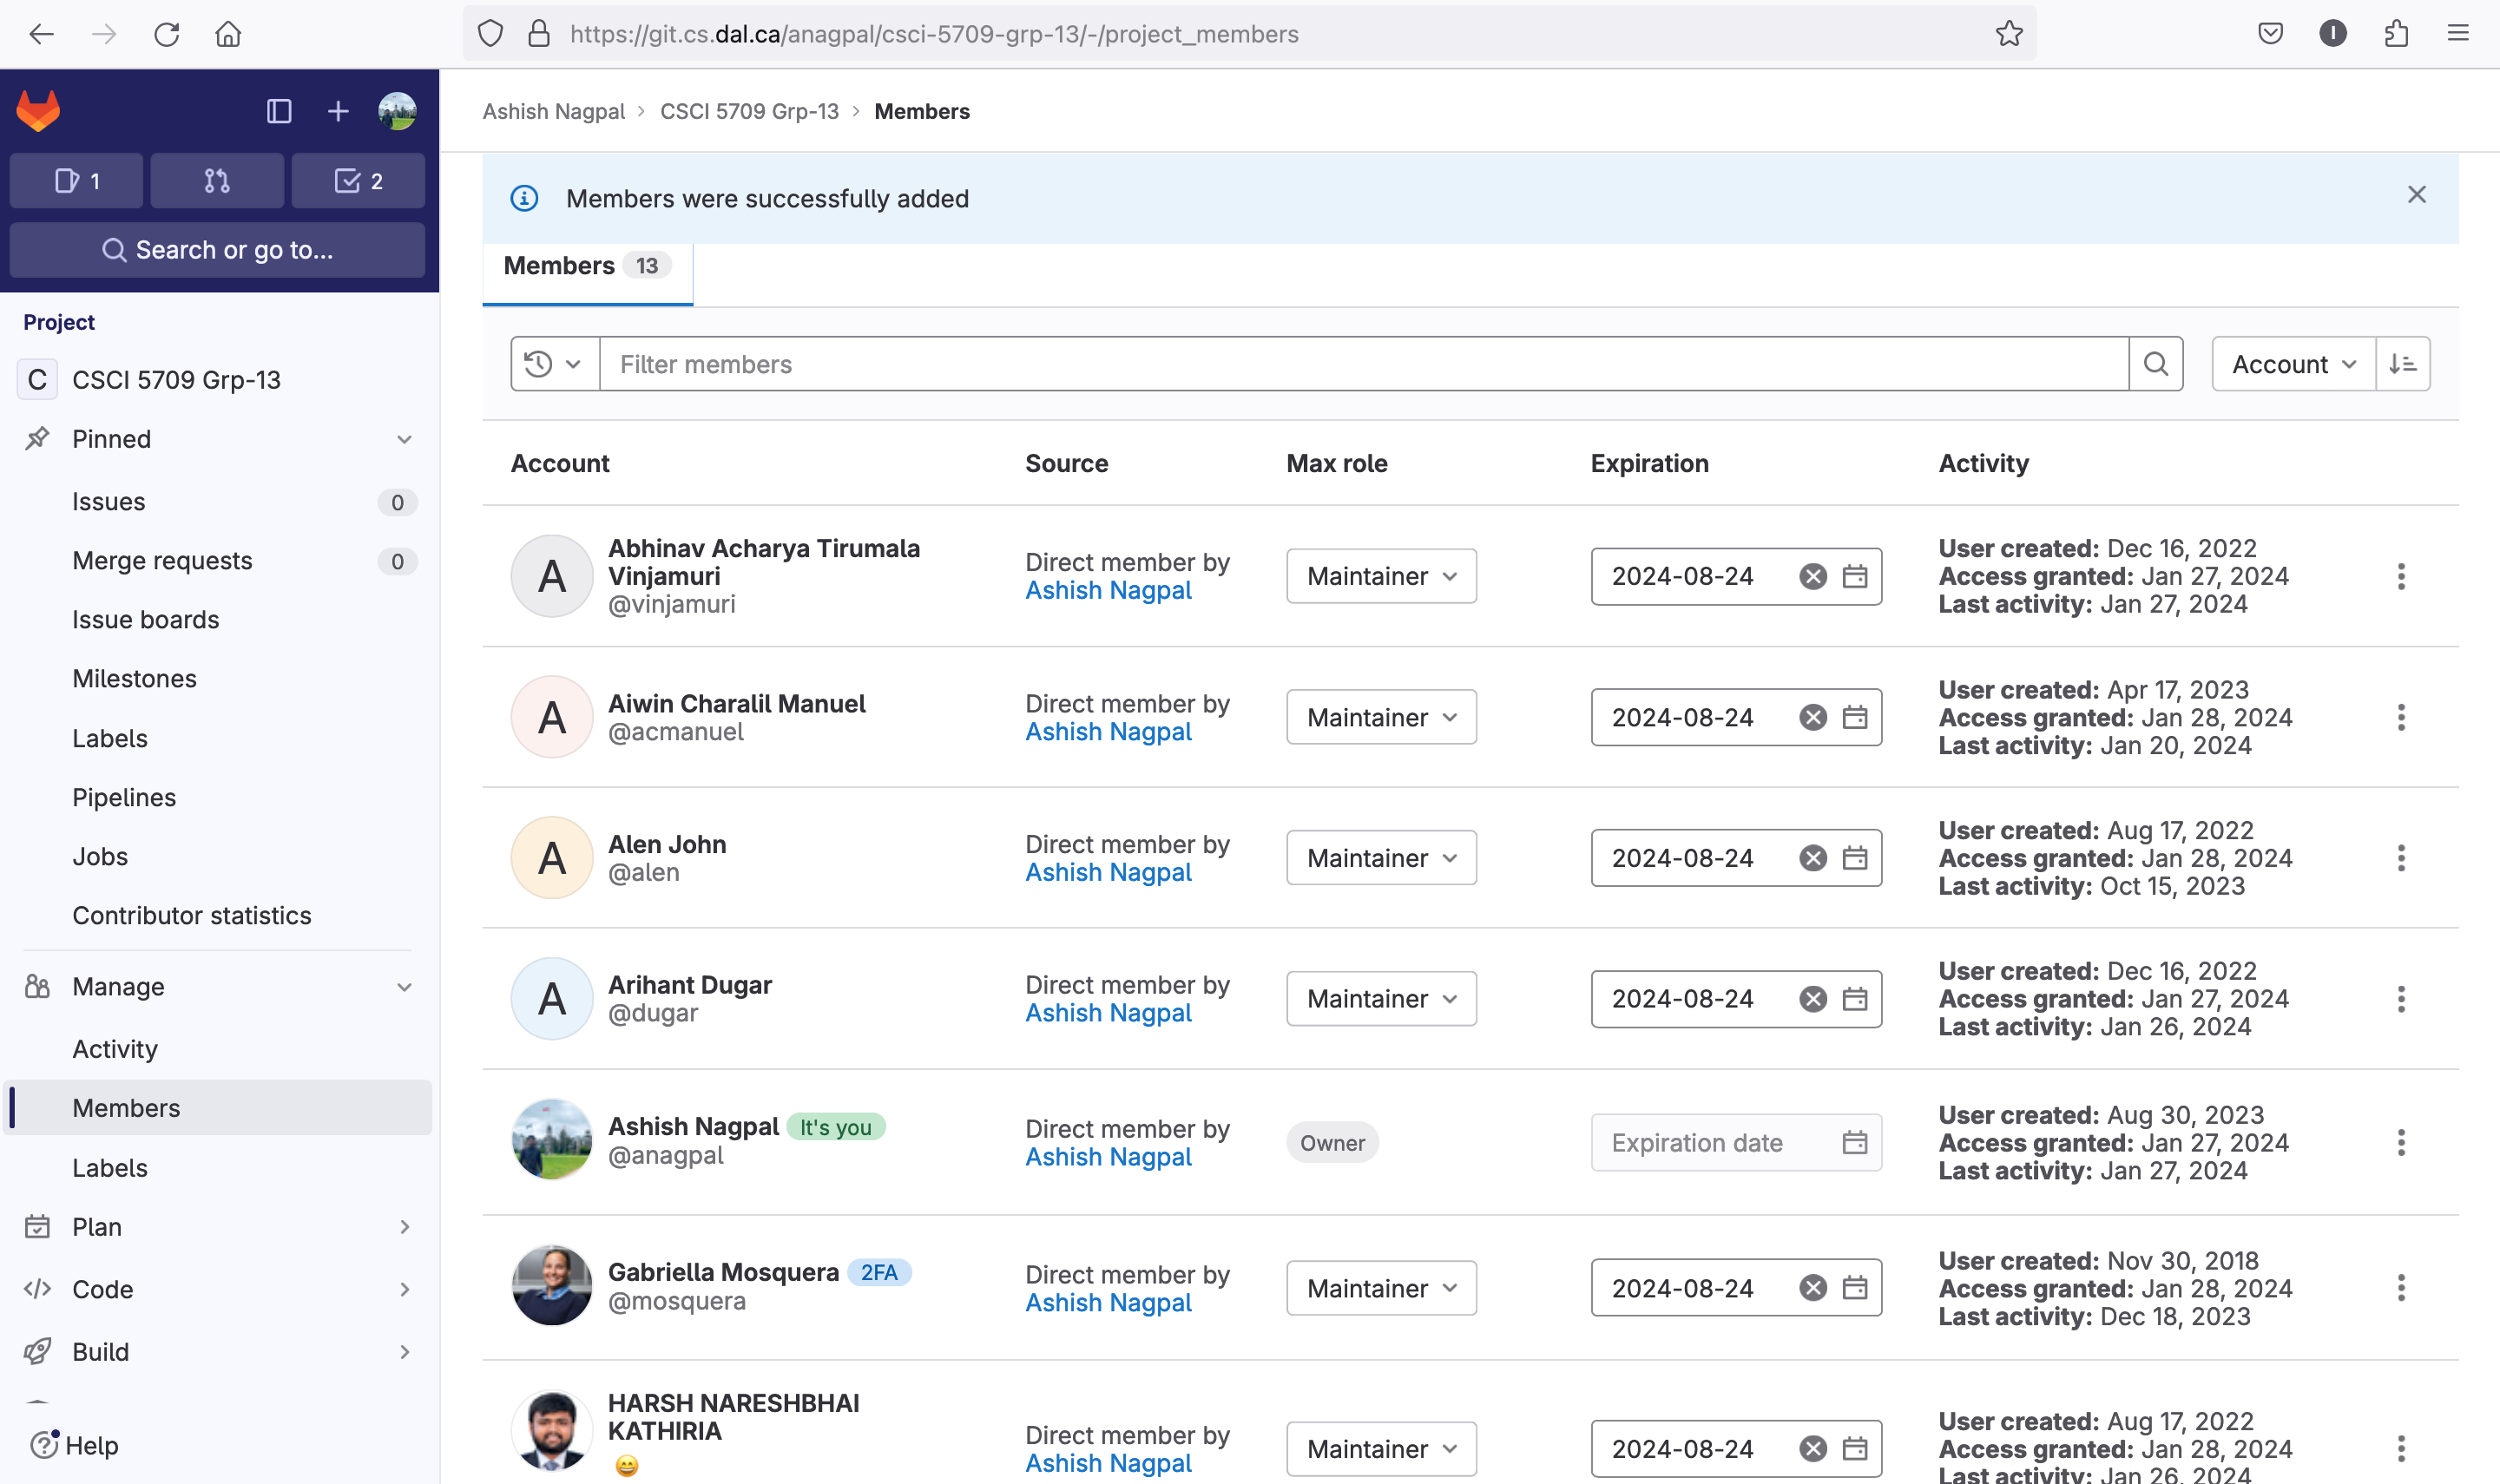 https://git.cs.dal.ca/anagpal/csci-5709-grp-13/-/project_members
I
1
2
Search or go to...
Project
C CSCI 5709 Grp-13
Pinned
Issues 0
Merge requests 0
Issue boards
Milestones
Labels
Pipelines
Jobs
Contributor statistics
Manage
Activity
Members
Labels
Plan
Code
Build
Help
Ashish Nagpal > CSCI 5709 Grp-13 > Members
Members were successfully added
Members 13
Filter members
Account
Account Source Max role Expiration Activity
A
Abhinav Acharya Tirumala
Vinjamuri
@vinjamuri
Direct member by
Ashish Nagpal
Maintainer
2024-08-24
User created: Dec 16, 2022
Access granted: Jan 27, 2024
Last activity: Jan 27, 2024
A
Aiwin Charalil Manuel
@acmanuel
Direct member by
Ashish Nagpal
Maintainer
2024-08-24
User created: Apr 17, 2023
Access granted: Jan 28, 2024
Last activity: Jan 20, 2024
A
Alen John
@alen
Direct member by
Ashish Nagpal
Maintainer
2024-08-24
User created: Aug 17, 2022
Access granted: Jan 28, 2024
Last activity: Oct 15, 2023
A
Arihant Dugar
@dugar
Direct member by
Ashish Nagpal
Maintainer
2024-08-24
User created: Dec 16, 2022
Access granted: Jan 27, 2024
Last activity: Jan 26, 2024
Ashish Nagpal It's you
@anagpal
Direct member by
Ashish Nagpal
Owner
Expiration date
User created: Aug 30, 2023
Access granted: Jan 27, 2024
Last activity: Jan 27, 2024
Gabriella Mosquera 2FA
@mosquera
Direct member by
Ashish Nagpal
Maintainer
2024-08-24
User created: Nov 30, 2018
Access granted: Jan 28, 2024
Last activity: Dec 18, 2023
HARSH NARESHBHAI
KATHIRIA
😄
Direct member by
Ashish Nagpal
Maintainer
2024-08-24
User created: Aug 17, 2022
Access granted: Jan 28, 2024
Last activity: Jan 26, 2024